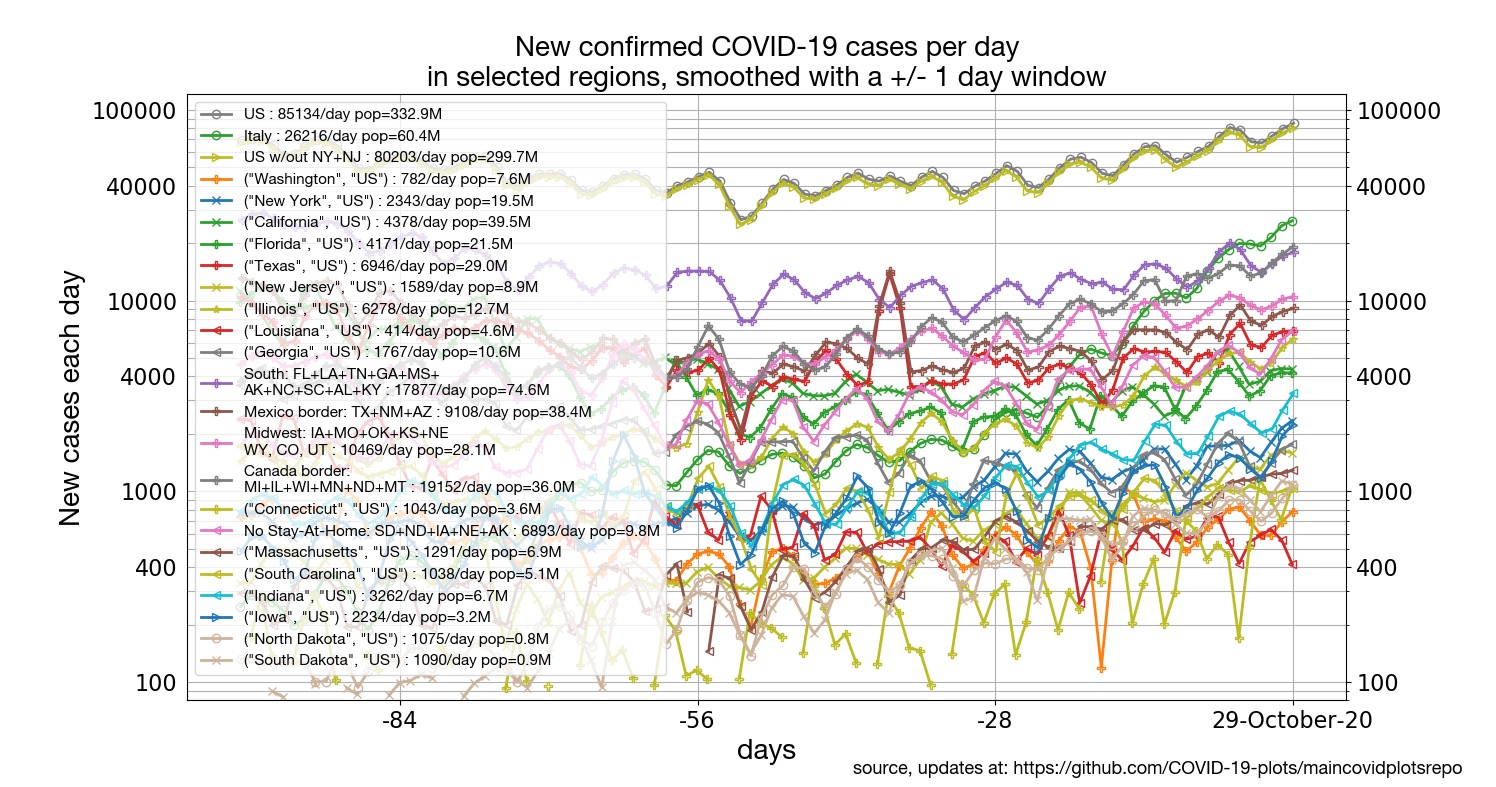 New confirmed COVID-19 cases per day
in selected regions, smoothed with a +/- 1 day window
100000
40000
10000
4000
1000
400
100
New cases each day
US : 85134/day pop=332.9M
Italy : 26216/day pop=60.4M
US w/out NY+NJ : 80203/day pop=299.7M
("Washington", "US") : 782/day pop=7.6M
("New York", "US") : 2343/day pop=19.5M
("California", "US") : 4378/day pop=39.5M
("Florida", "US") : 4171/day pop=21.5M
("Texas", "US") : 6946/day pop=29.0M
("New Jersey", "US") : 1589/day pop=8.9M
("Illinois", "US") : 6278/day pop=12.7M
("Louisiana", "US") : 414/day pop=4.6M
("Georgia", "US") : 1767/day pop=10.6M
South: FL+LA+TN+GA+MS+
AK+NC+SC+AL+KY : 17877/day pop=74.6M
Mexico border: TX+NM+AZ : 9108/day pop=38.4M
Midwest: IA+MO+OK+KS+NE
WY, CO, UT : 10469/day pop=28.1M
Canada border:
MI+IL+WI+MN+ND+MT : 19152/day pop=36.0M
("Connecticut", "US") : 1043/day pop=3.6M
No Stay-At-Home: SD+ND+IA+NE+AK : 6893/day pop=9.8M
("Massachusetts", "US") : 1291/day pop=6.9M
("South Carolina", "US") : 1038/day pop=5.1M
("Indiana", "US") : 3262/day pop=6.7M
("Iowa", "US") : 2234/day pop=3.2M
("North Dakota", "US") : 1075/day pop=0.8M
("South Dakota", "US") : 1090/day pop=0.9M
100000
40000
10000
4000
1000
400
100
-84
-56
-28
29-October-20
days
source, updates at: https://github.com/COVID-19-plots/maincovidplotsrepo